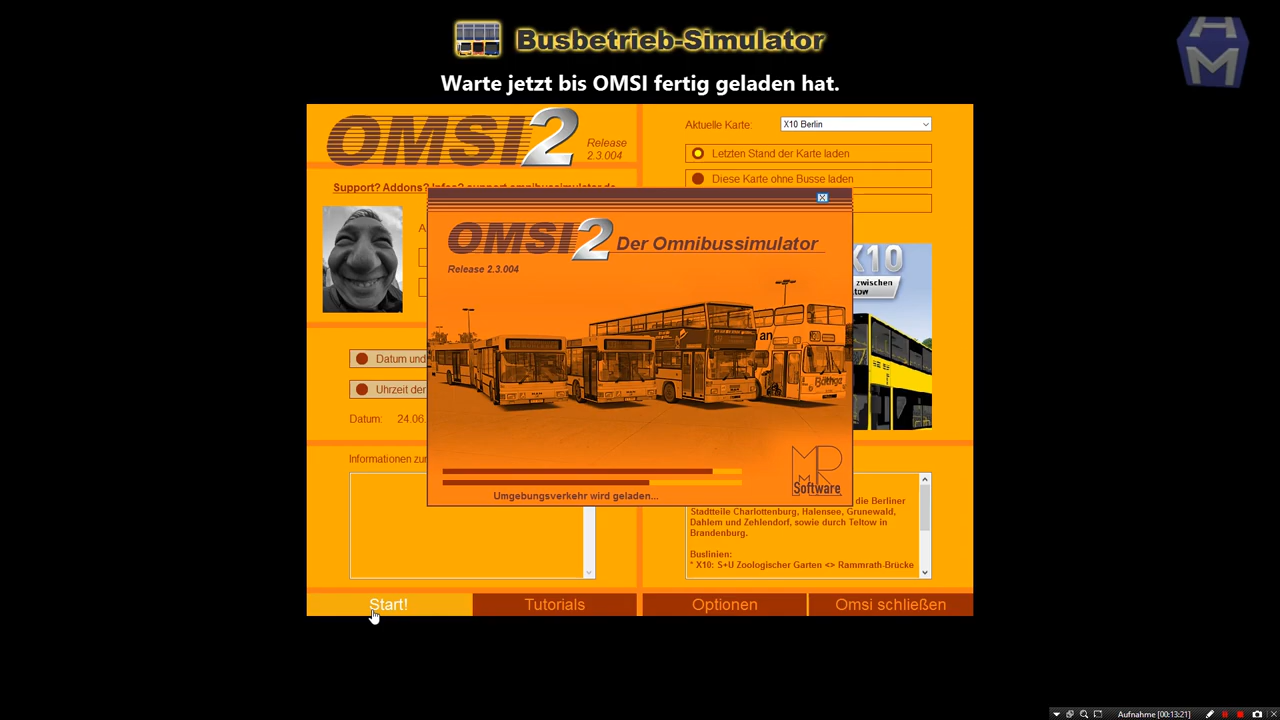 Busbetrieb-Simulator
AM
Warte jetzt bis OMSI fertig geladen hat.
OMSI 2
Release
2.3.004
Aktuelle Karte:
X10 Berlin
Letzten Stand der Karte laden
Diese Karte ohne Busse laden
Support? Addons?
OMSI 2 Der Omnibussimulator
Release 2.3.004
X10
zwischen
Datum und
Uhrzeit der
Datum: 24.06.
Informationen zur
Umgebungsverkehr wird geladen...
MR Software
die Berliner
Stadtteile Charlottenburg, Halensee, Grunewald,
Dahlem und Zehlendorf, sowie durch Teltow in
Brandenburg.
Buslinien:
* X10: S+U Zoologischer Garten <> Rammrath-Brücke
Start!
Tutorials
Optionen
Omsi schließen
Aufnahme [00:13:21]